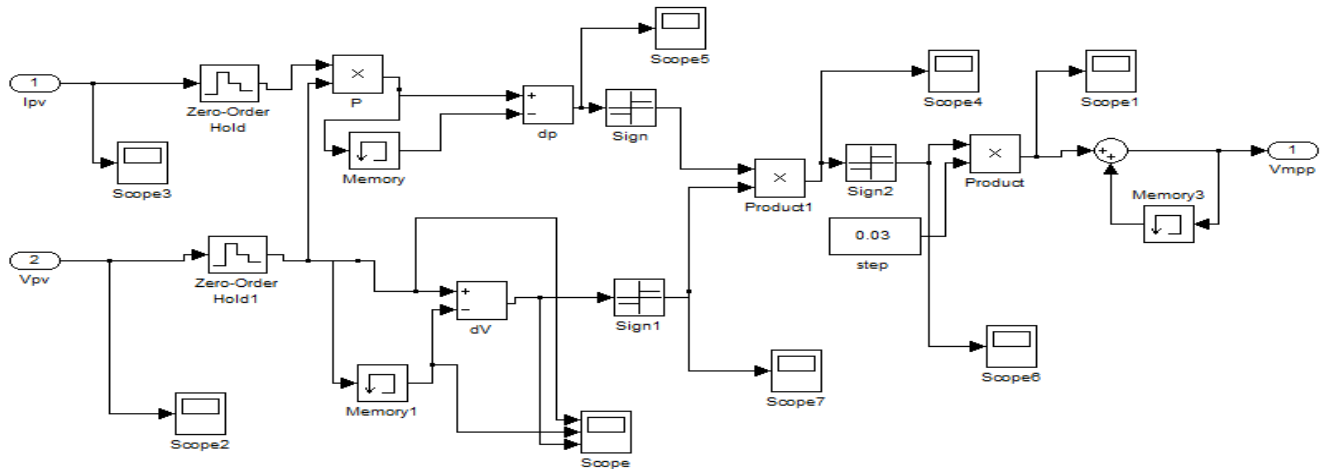 Scope5
1
Ipv
Zero-Order
Hold
×
P
+
−
dp
Sign
Scope4
Scope1
Scope3
Memory
×
Product1
Sign2
×
Product
+
+
1
Vmpp
Memory3
0.03
step
2
Vpv
Zero-Order
Hold1
+
−
dV
Sign1
Scope2
Memory1
Scope
Scope7
Scope6